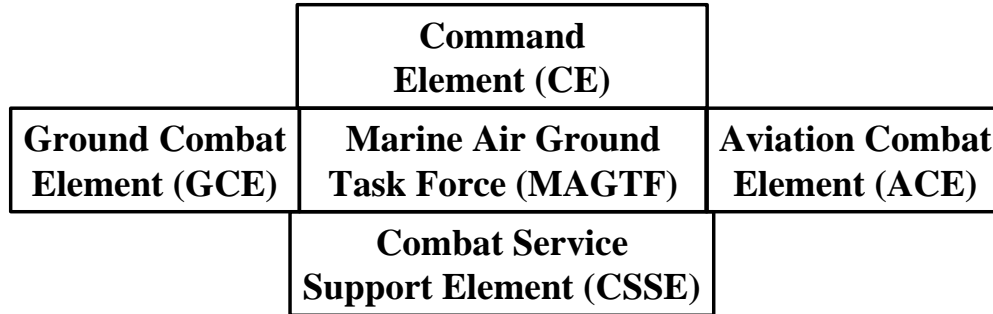 Command
Element (CE)
Ground Combat
Element (GCE)
Marine Air Ground
Task Force (MAGTF)
Aviation Combat
Element (ACE)
Combat Service
Support Element (CSSE)